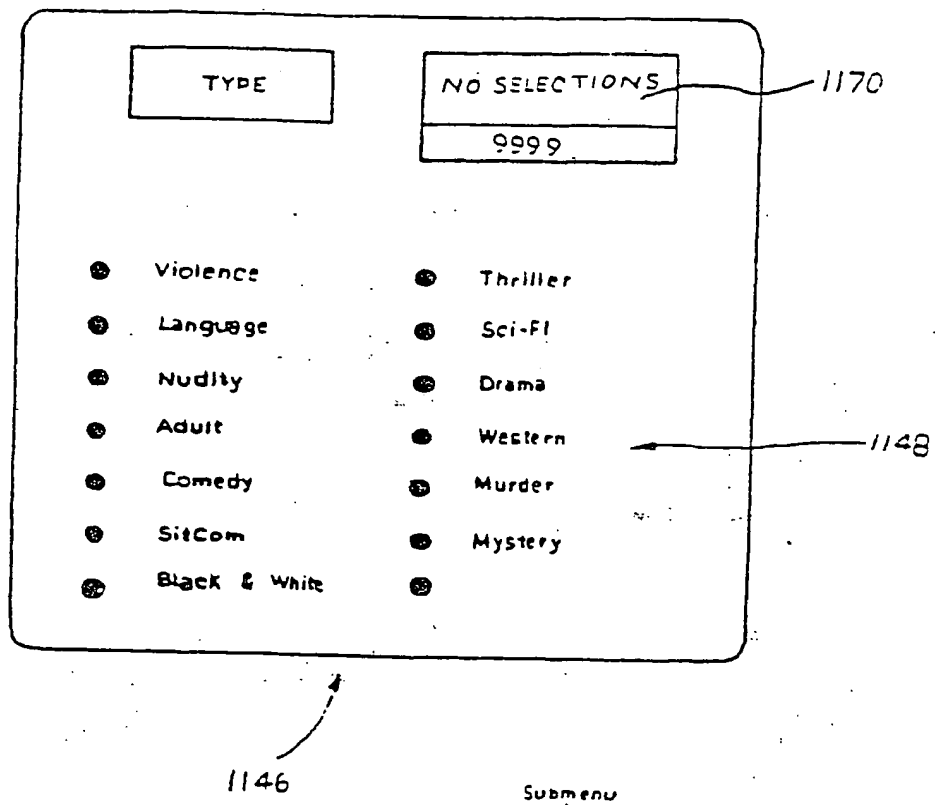 TYPE
NO SELECTIONS
1170
9999
Violence
Thriller
Language
Sci-Fi
Nudity
Drama
Adult
Western
1148
Comedy
Murder
SitCom
Mystery
Black & White
1146
Submenu